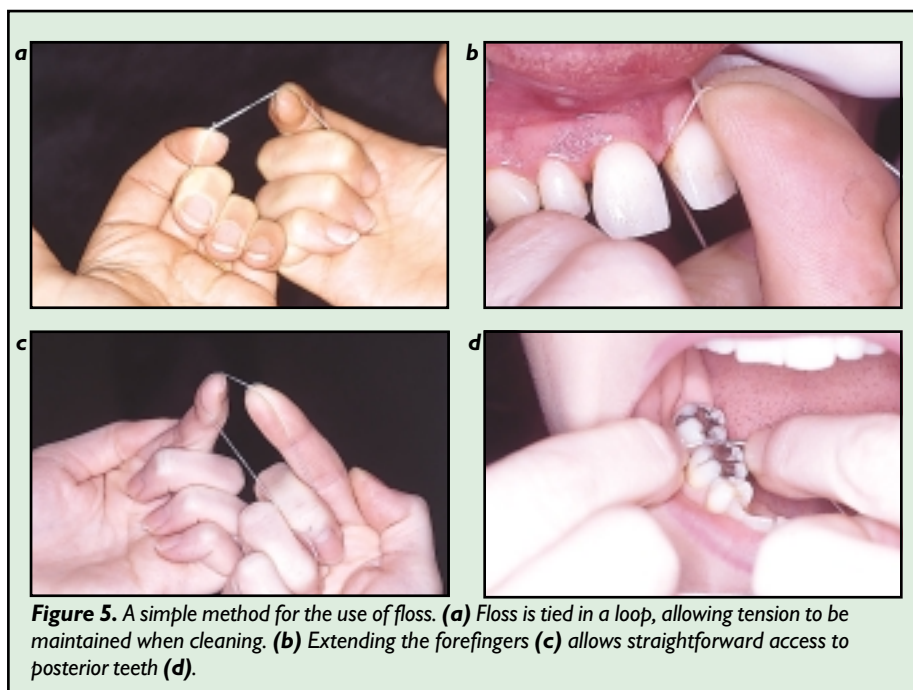 a
b
c
d
Figure 5. A simple method for the use of floss. (a) Floss is tied in a loop, allowing tension to be
maintained when cleaning. (b) Extending the forefingers (c) allows straightforward access to
posterior teeth (d).